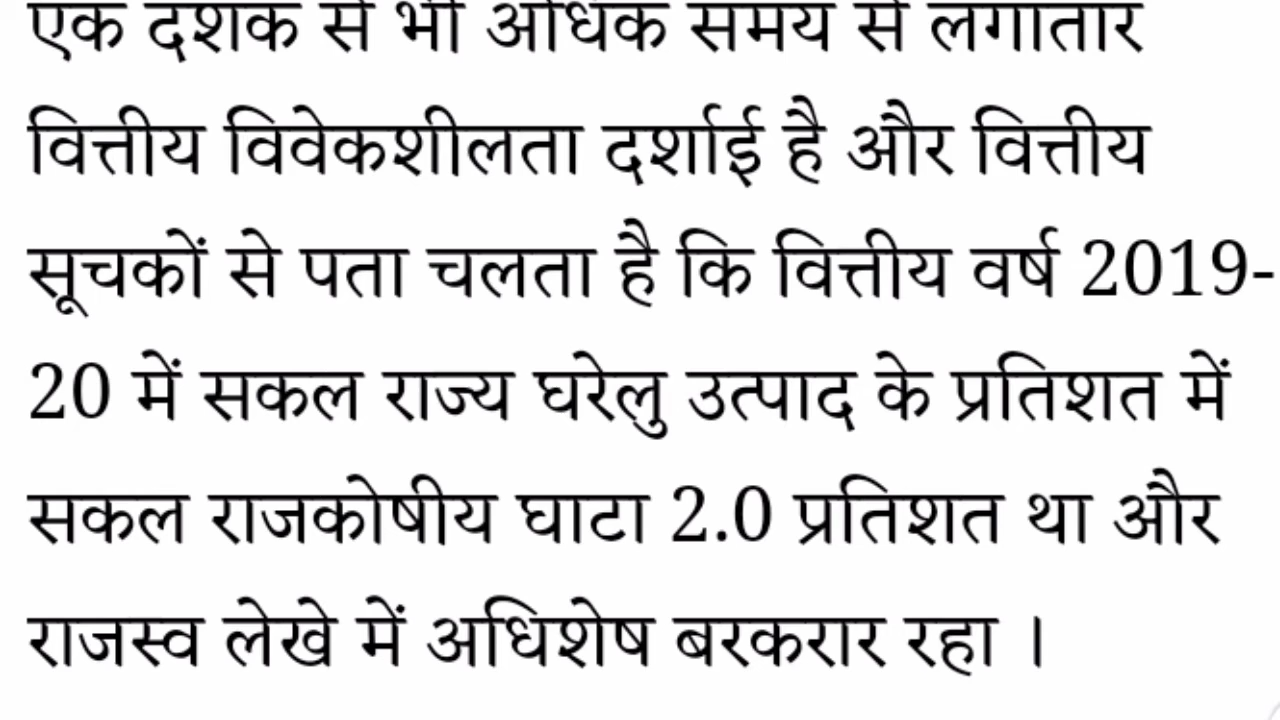 एक दशक से भी अधिक समय से लगातार
वित्तीय विवेकशीलता दर्शाई है और वित्तीय
सूचकों से पता चलता है कि वित्तीय वर्ष 2019-
20 में सकल राज्य घरेलु उत्पाद के प्रतिशत में
सकल राजकोषीय घाटा 2.0 प्रतिशत था और
राजस्व लेखे में अधिशेष बरकरार रहा ।